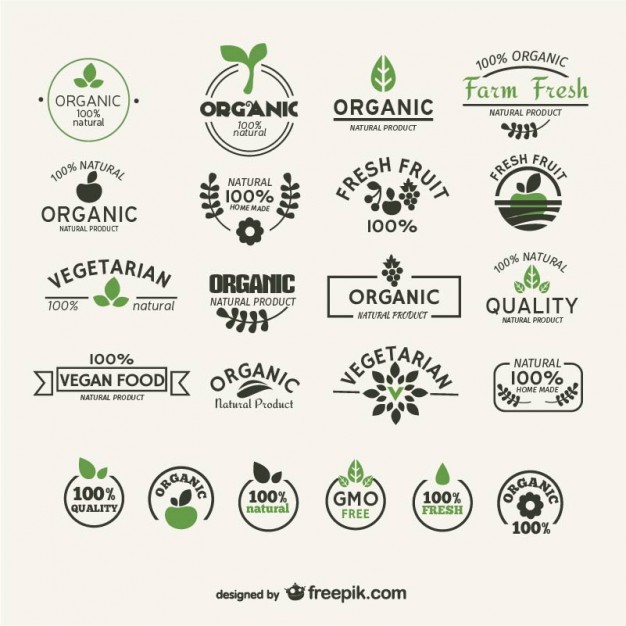 ORGANIC
100%
natural
ORGANIC
100%
natural
ORGANIC
NATURAL PRODUCT
100% ORGANIC
Farm Fresh
NATURAL PRODUCT
100% NATURAL
ORGANIC
NATURAL PRODUCT
NATURAL
100%
HOME MADE
FRESH FRUIT
100%
FRESH FRUIT
VEGETARIAN
100% natural
ORGANIC
NATURAL PRODUCT
ORGANIC
NATURAL PRODUCT
100% NATURAL
QUALITY
NATURAL PRODUCT
100%
VEGAN FOOD
NATURAL PRODUCT
ORGANIC
Natural Product
VEGETARIAN
NATURAL
100%
HOME MADE
100%
QUALITY
ORGANIC
100%
natural
GMO
FREE
100%
FRESH
ORGANIC
100%
designed by freepik.com